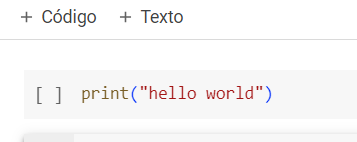 + Código + Texto
[ ] print("hello world")